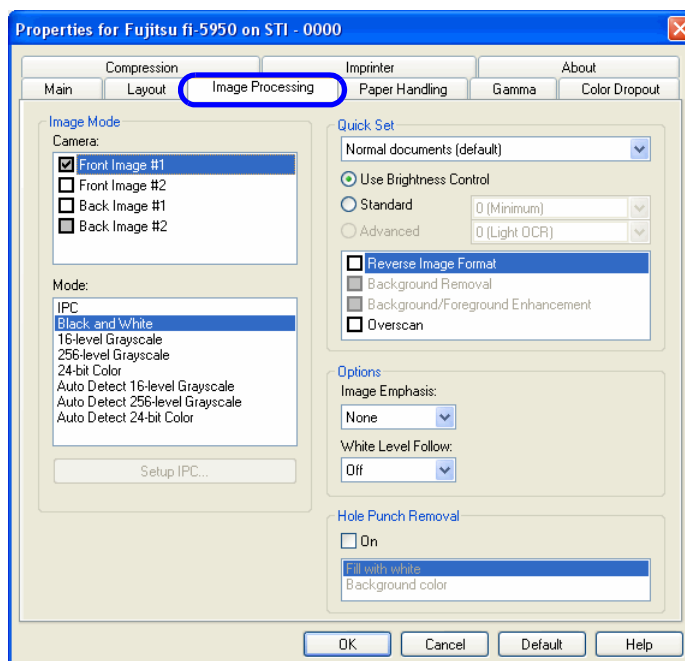 Properties for Fujitsu fi-5950 on STI - 0000
Compression Imprinter About
Main Layout Image Processing Paper Handling Gamma Color Dropout
Image Mode
Camera:
Front Image #1
Front Image #2
Back Image #1
Back Image #2
Mode:
IPC
Black and White
16-level Grayscale
256-level Grayscale
24-bit Color
Auto Detect 16-level Grayscale
Auto Detect 256-level Grayscale
Auto Detect 24-bit Color
Setup IPC...
Quick Set
Normal documents (default)
Use Brightness Control
Standard 0 (Minimum)
Advanced 0 (Light OCR)
Reverse Image Format
Background Removal
Background/Foreground Enhancement
Overscan
Options
Image Emphasis:
None
White Level Follow:
Off
Hole Punch Removal
On
Fill with white
Background color
OK Cancel Default Help